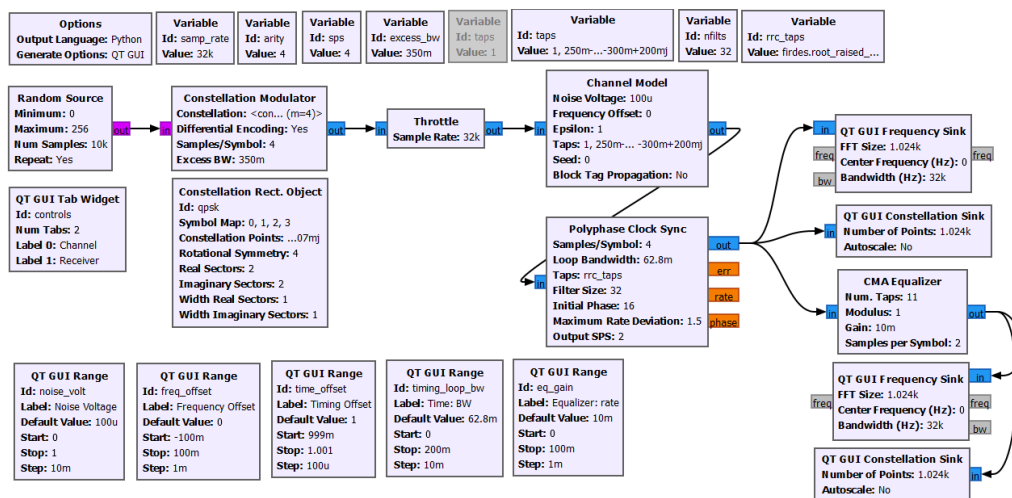 Options
Output Language: Python
Generate Options: QT GUI
Variable
Id: samp_rate
Value: 32k
Variable
Id: arity
Value: 4
Variable
Id: sps
Value: 4
Variable
Id: excess_bw
Value: 350m
Variable
Id: taps
Value: 1
Variable
Id: taps
Value: 1, 250m-...-300m+200mj
Variable
Id: nfilts
Value: 32
Variable
Id: rrc_taps
Value: firdes.root_raised_...
Random Source
Minimum: 0
Maximum: 256
Num Samples: 10k
Repeat: Yes
out
in
Constellation Modulator
Constellation: <con... (m=4)>
Differential Encoding: Yes
Samples/Symbol: 4
Excess BW: 350m
out
in
Throttle
Sample Rate: 32k
out
in
Channel Model
Noise Voltage: 100u
Frequency Offset: 0
Epsilon: 1
Taps: 1, 250m- ... -300m+200mj
Seed: 0
Block Tag Propagation: No
out
in
freq
bw
QT GUI Frequency Sink
FFT Size: 1.024k
Center Frequency (Hz): 0
Bandwidth (Hz): 32k
freq
QT GUI Tab Widget
Id: controls
Num Tabs: 2
Label 0: Channel
Label 1: Receiver
Constellation Rect. Object
Id: qpsk
Symbol Map: 0, 1, 2, 3
Constellation Points: ...07mj
Rotational Symmetry: 4
Real Sectors: 2
Imaginary Sectors: 2
Width Real Sectors: 1
Width Imaginary Sectors: 1
in
Polyphase Clock Sync
Samples/Symbol: 4
Loop Bandwidth: 62.8m
Taps: rrc_taps
Filter Size: 32
Initial Phase: 16
Maximum Rate Deviation: 1.5
Output SPS: 2
out
err
rate
phase
in
QT GUI Constellation Sink
Number of Points: 1.024k
Autoscale: No
in
CMA Equalizer
Num. Taps: 11
Modulus: 1
Gain: 10m
Samples per Symbol: 2
out
QT GUI Range
Id: noise_volt
Label: Noise Voltage
Default Value: 100u
Start: 0
Stop: 1
Step: 10m
QT GUI Range
Id: freq_offset
Label: Frequency Offset
Default Value: 0
Start: -100m
Stop: 100m
Step: 1m
QT GUI Range
Id: time_offset
Label: Timing Offset
Default Value: 1
Start: 999m
Stop: 1.001
Step: 100u
QT GUI Range
Id: timing_loop_bw
Label: Time: BW
Default Value: 62.8m
Start: 0
Stop: 200m
Step: 10m
QT GUI Range
Id: eq_gain
Label: Equalizer: rate
Default Value: 10m
Start: 0
Stop: 100m
Step: 1m
freq
QT GUI Frequency Sink
FFT Size: 1.024k
Center Frequency (Hz): 0
Bandwidth (Hz): 32k
in
freq
bw
QT GUI Constellation Sink
Number of Points: 1.024k
Autoscale: No
in